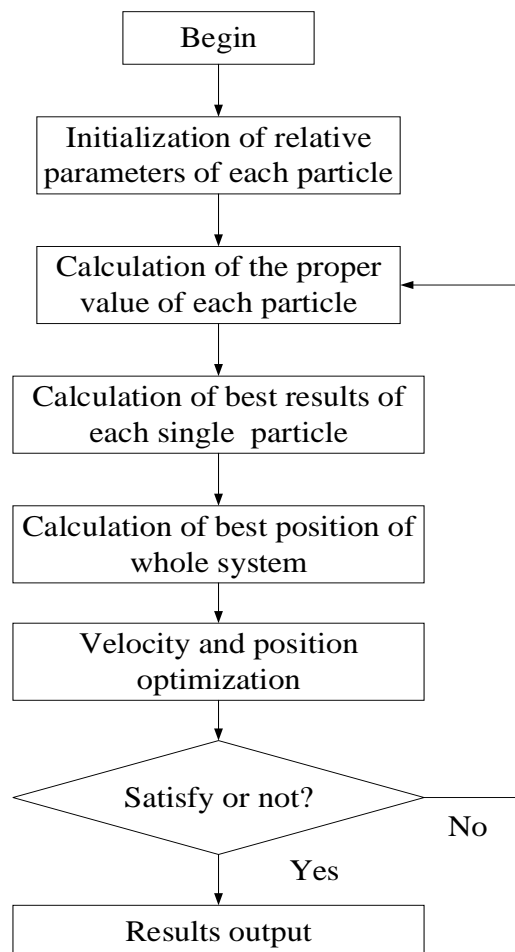 Begin
Initialization of relative
parameters of each particle
Calculation of the proper
value of each particle
Calculation of best results of
each single particle
Calculation of best position of
whole system
Velocity and position
optimization
Satisfy or not?
No
Yes
Results output